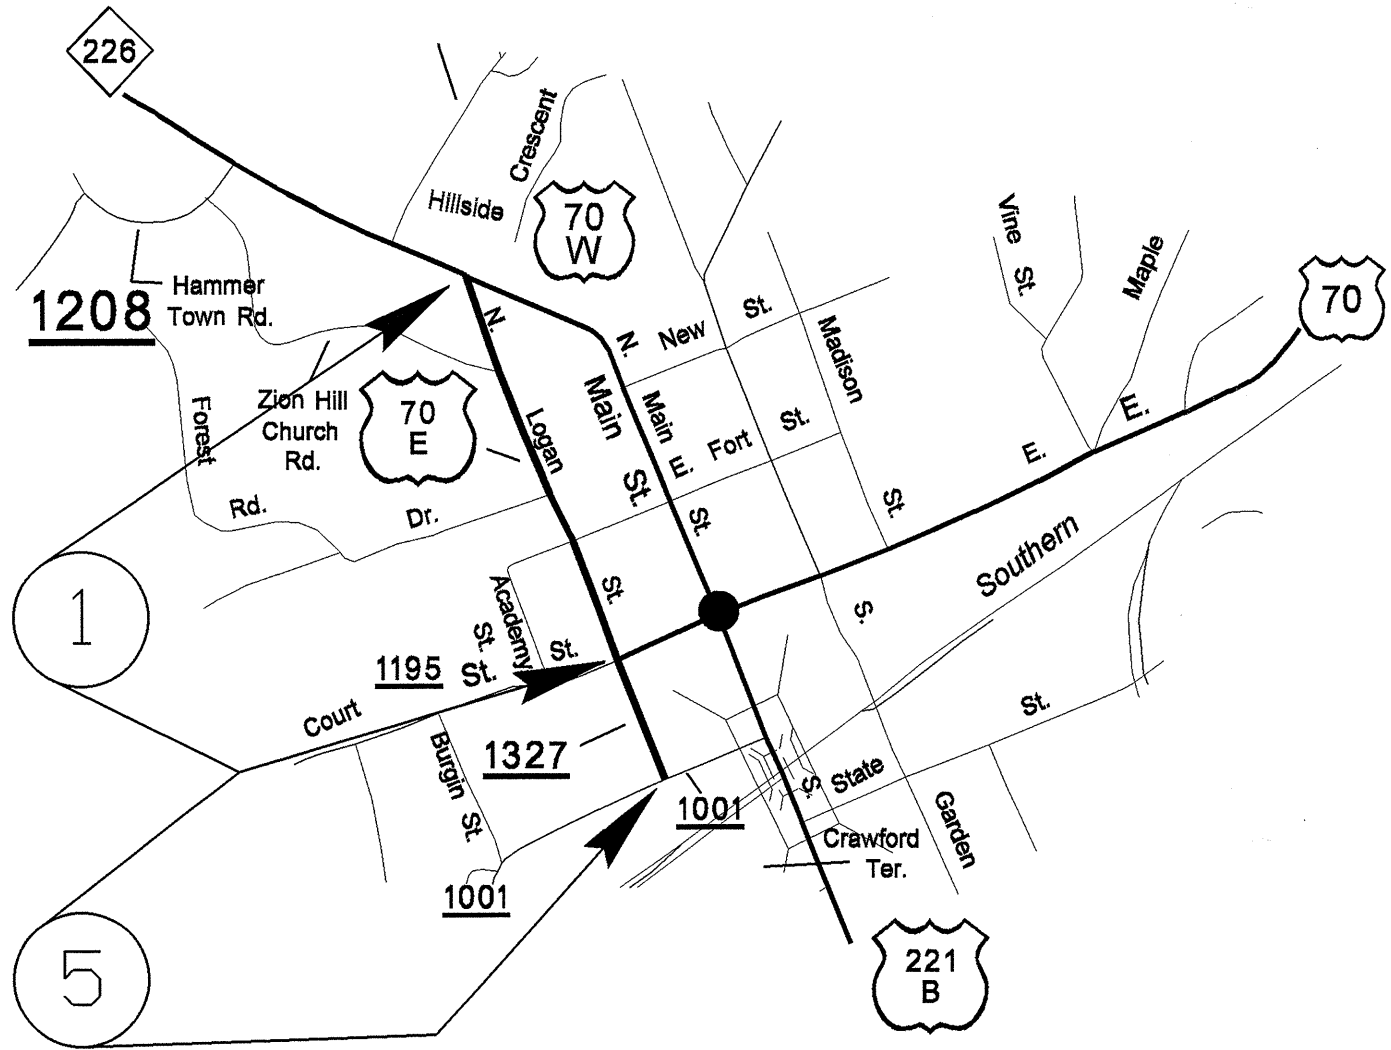 226
Crescent
Hillside
70
W
Vine St.
Maple
70
Hammer
Town Rd.
1208
N.
N.
New St.
Madison St.
Zion Hill
Church
Rd.
70
E
Forest
Rd.
Dr.
Logan
St.
Main
St.
Main
St.
E.
Fort St.
E.
E.
Southern
1
Academy
St.
St.
St.
1195
Court
S.
Burgin St.
1327
1001
S.
State
St.
Garden
Crawford
Ter.
1001
5
221
B